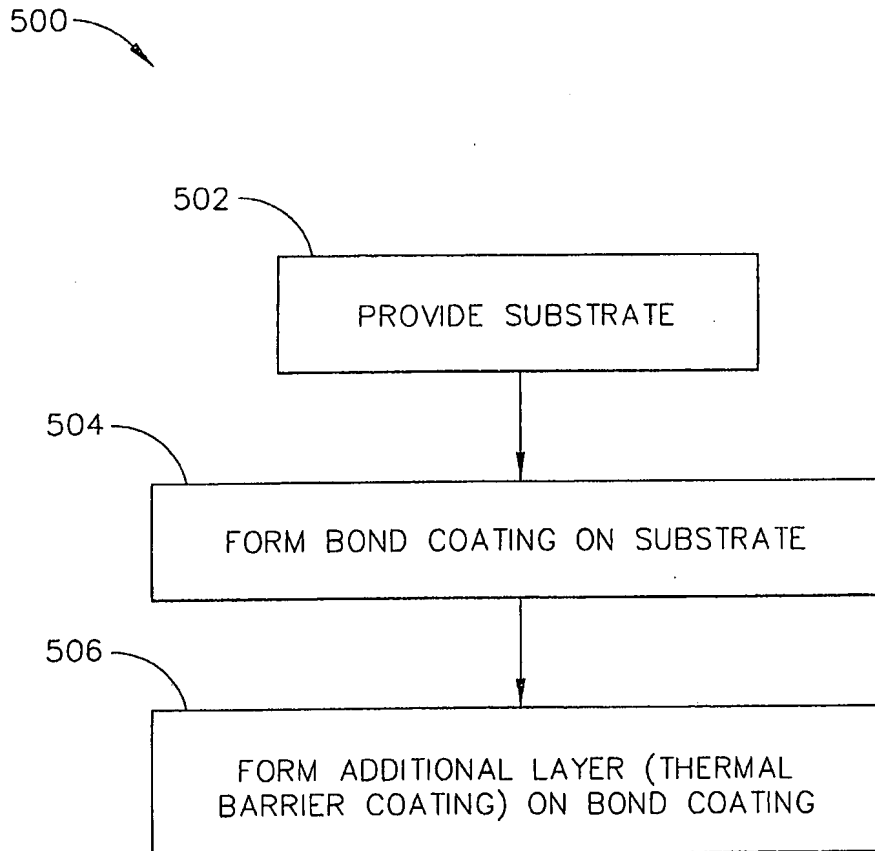 500
502
PROVIDE SUBSTRATE
504
FORM BOND COATING ON SUBSTRATE
506
FORM ADDITIONAL LAYER (THERMAL
BARRIER COATING) ON BOND COATING